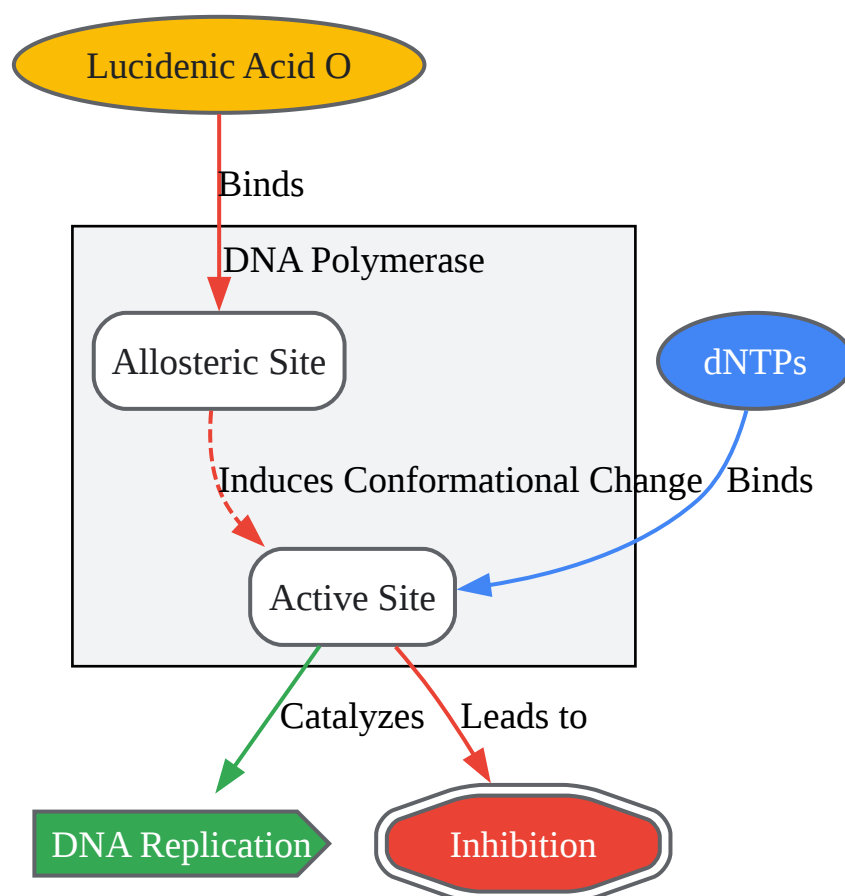 Lucidenic Acid O
Binds
DNA Polymerase
Allosteric Site
dNTPs
Induces Conformational Change
Binds
Active Site
Catalyzes
Leads to
DNA Replication
Inhibition